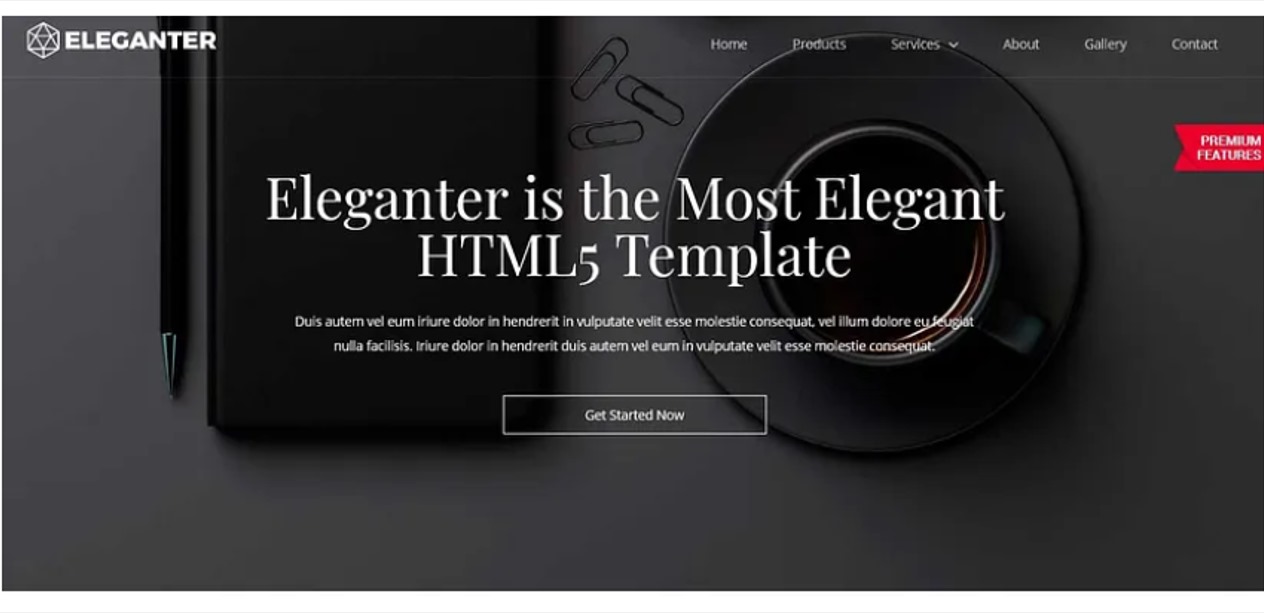 ELEGANTER
Home Products Services About Gallery Contact
PREMIUM
FEATURES
Eleganter is the Most Elegant
HTML5 Template
Duis autem vel eum iriure dolor in hendrerit in vulputate velit esse molestie consequat, vel illum dolore eu feugiat
nulla facilisis. Iriure dolor in hendrerit duis autem vel eum in vulputate velit esse molestie consequat.
Get Started Now